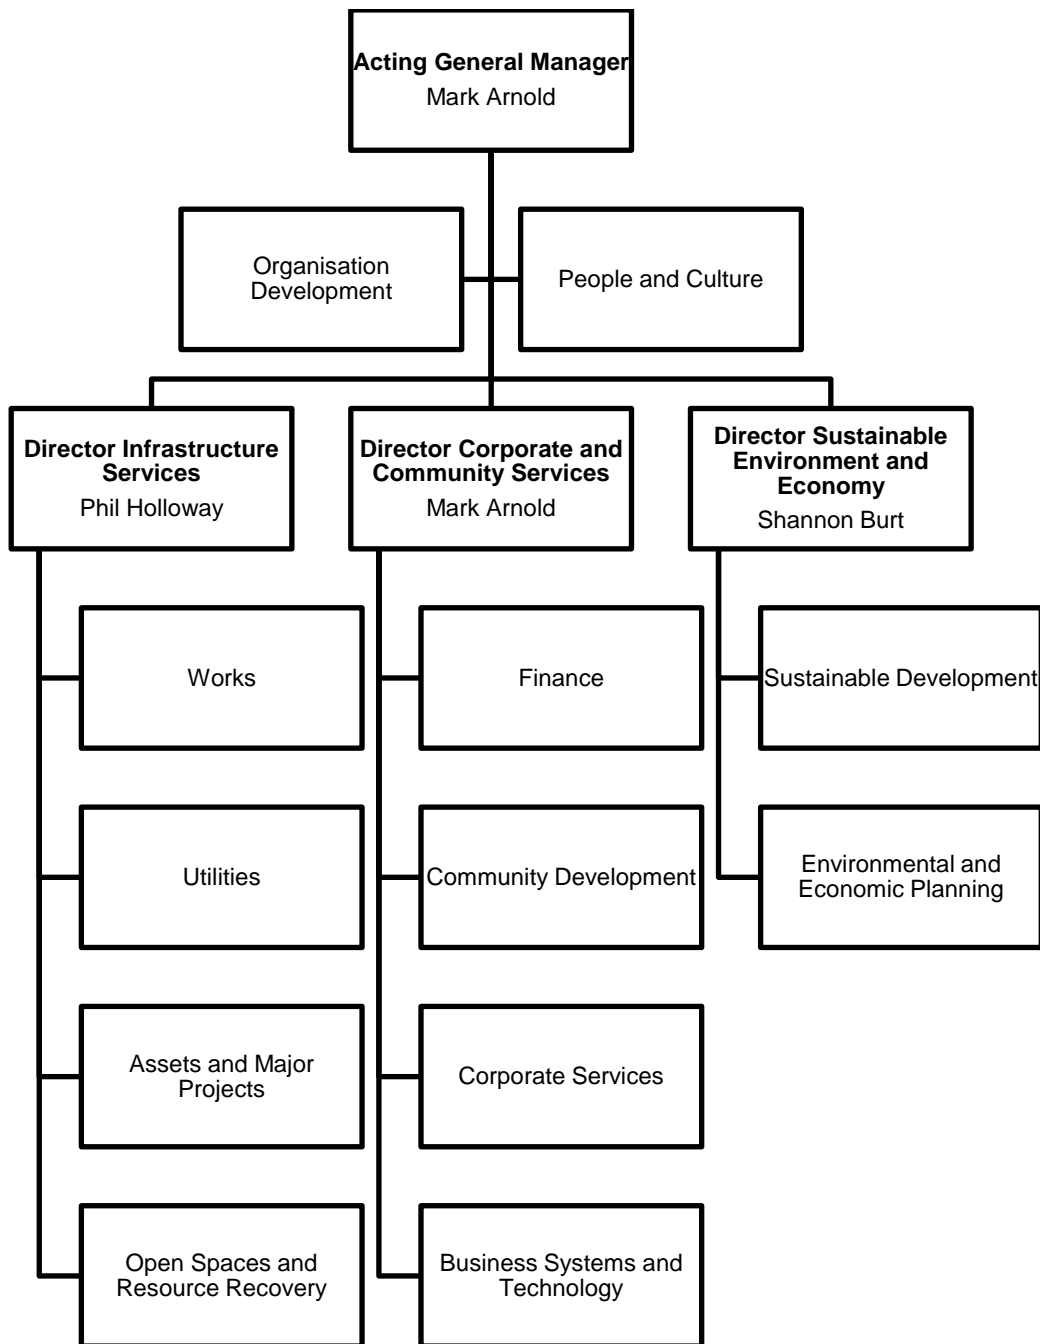 Acting General Manager
Mark Arnold
Organisation
Development
People and Culture
Director Infrastructure
Services
Phil Holloway
Director Corporate and
Community Services
Mark Arnold
Director Sustainable
Environment and
Economy
Shannon Burt
Works
Finance
Sustainable Development
Utilities
Community Development
Environmental and
Economic Planning
Assets and Major
Projects
Corporate Services
Open Spaces and
Resource Recovery
Business Systems and
Technology